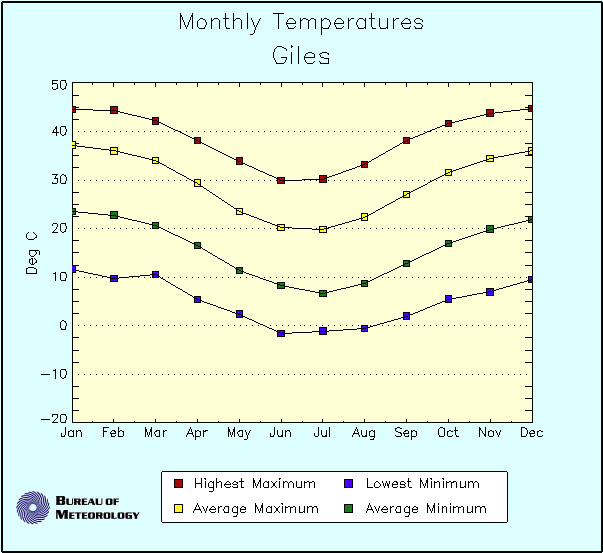 Monthly Temperatures
Giles
50
40
30
20
10
0
-10
-20
Deg C
Jan Feb Mar Apr May Jun Jul Aug Sep Oct Nov Dec
Highest Maximum Lowest Minimum
Average Maximum Average Minimum
BUREAU OF
METEOROLOGY